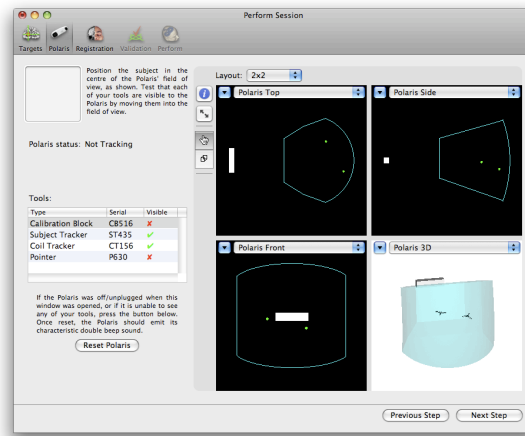 Perform Session
Targets Polaris Registration Validation Perform
Position the subject in the
centre of the Polaris' field of
view, as shown. Test that each
of your tools are visible to the
Polaris by moving them into the
field of view.
Polaris status: Not Tracking
Tools:
Type Serial Visible
Calibration Block CB516 ✘
Subject Tracker ST435 ✔
Coil Tracker CT156 ✔
Pointer P630 ✘
If the Polaris was off/unplugged when this
window was opened, or if it is unable to see
any of your tools, press the button below.
Once reset, the Polaris should emit its
characteristic double beep sound.
Reset Polaris
Layout: 2x2
Polaris Top
Polaris Side
Polaris Front
Polaris 3D
Previous Step Next Step